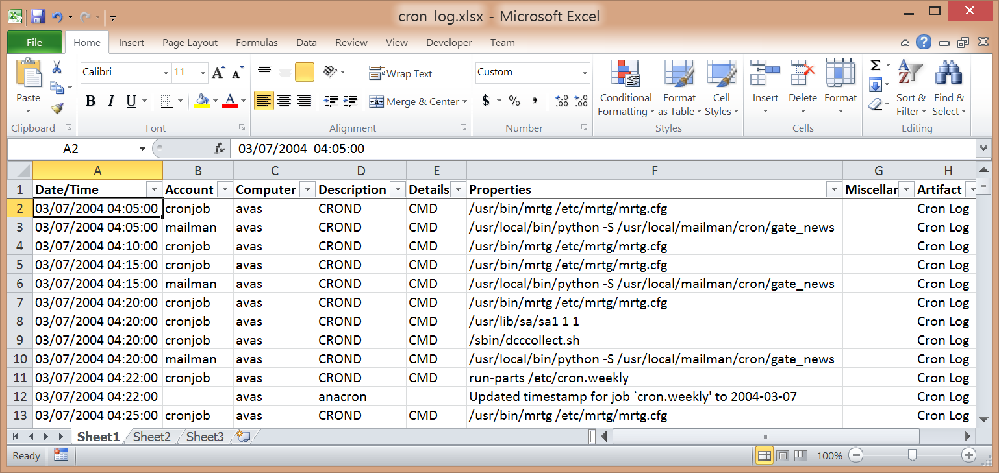 cron_log.xlsx - Microsoft Excel
File Home Insert Page Layout Formulas Data Review View Developer Team
Calibri 11 Wrap Text Custom
Paste B I U Merge & Center $ % , Conditional Formatting Format as Table Cell Styles Insert Delete Format Sort & Filter Find & Select
Clipboard Font Alignment Number Styles Cells Editing
A2 fx 03/07/2004 04:05:00
A B C D E F G H
1 Date/Time Account Computer Description Details Properties Miscellar Artifact
2 03/07/2004 04:05:00 cronjob avas CROND CMD /usr/bin/mrtg /etc/mrtg/mrtg.cfg Cron Log
3 03/07/2004 04:05:00 mailman avas CROND CMD /usr/local/bin/python -S /usr/local/mailman/cron/gate_news Cron Log
4 03/07/2004 04:10:00 cronjob avas CROND CMD /usr/bin/mrtg /etc/mrtg/mrtg.cfg Cron Log
5 03/07/2004 04:15:00 cronjob avas CROND CMD /usr/bin/mrtg /etc/mrtg/mrtg.cfg Cron Log
6 03/07/2004 04:15:00 mailman avas CROND CMD /usr/local/bin/python -S /usr/local/mailman/cron/gate_news Cron Log
7 03/07/2004 04:20:00 cronjob avas CROND CMD /usr/bin/mrtg /etc/mrtg/mrtg.cfg Cron Log
8 03/07/2004 04:20:00 cronjob avas CROND CMD /usr/lib/sa/sa1 1 1 Cron Log
9 03/07/2004 04:20:00 cronjob avas CROND CMD /sbin/dcccollect.sh Cron Log
10 03/07/2004 04:20:00 mailman avas CROND CMD /usr/local/bin/python -S /usr/local/mailman/cron/gate_news Cron Log
11 03/07/2004 04:22:00 cronjob avas CROND CMD run-parts /etc/cron.weekly Cron Log
12 03/07/2004 04:22:00 avas anacron Updated timestamp for job `cron.weekly' to 2004-03-07 Cron Log
13 03/07/2004 04:25:00 cronjob avas CROND CMD /usr/bin/mrtg /etc/mrtg/mrtg.cfg Cron Log
Sheet1 Sheet2 Sheet3
Ready 100%